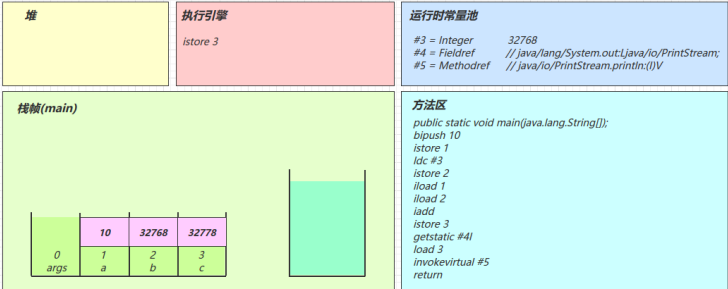 堆
执行引擎
istore 3
运行时常量池
#3 = Integer 32768
#4 = Fieldref // java/lang/System.out:Ljava/io/PrintStream;
#5 = Methodref // java/io/PrintStream.println:(I)V
栈帧(main)
10 32768 32778
0 1 2 3
args a b c
方法区
public static void main(java.lang.String[]);
bipush 10
istore 1
ldc #3
istore 2
iload 1
iload 2
iadd
istore 3
getstatic #4I
load 3
invokevirtual #5
return